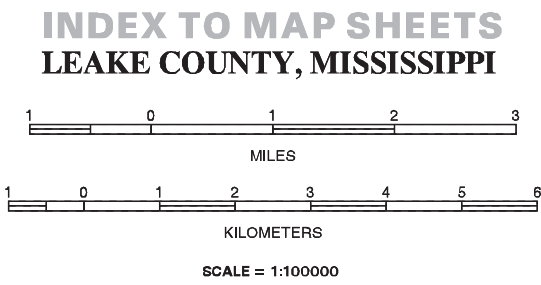 INDEX TO MAP SHEETS
LEAKE COUNTY, MISSISSIPPI
1 0 1 2 3
MILES
1 0 1 2 3 4 5 6
KILOMETERS
SCALE = 1:100000